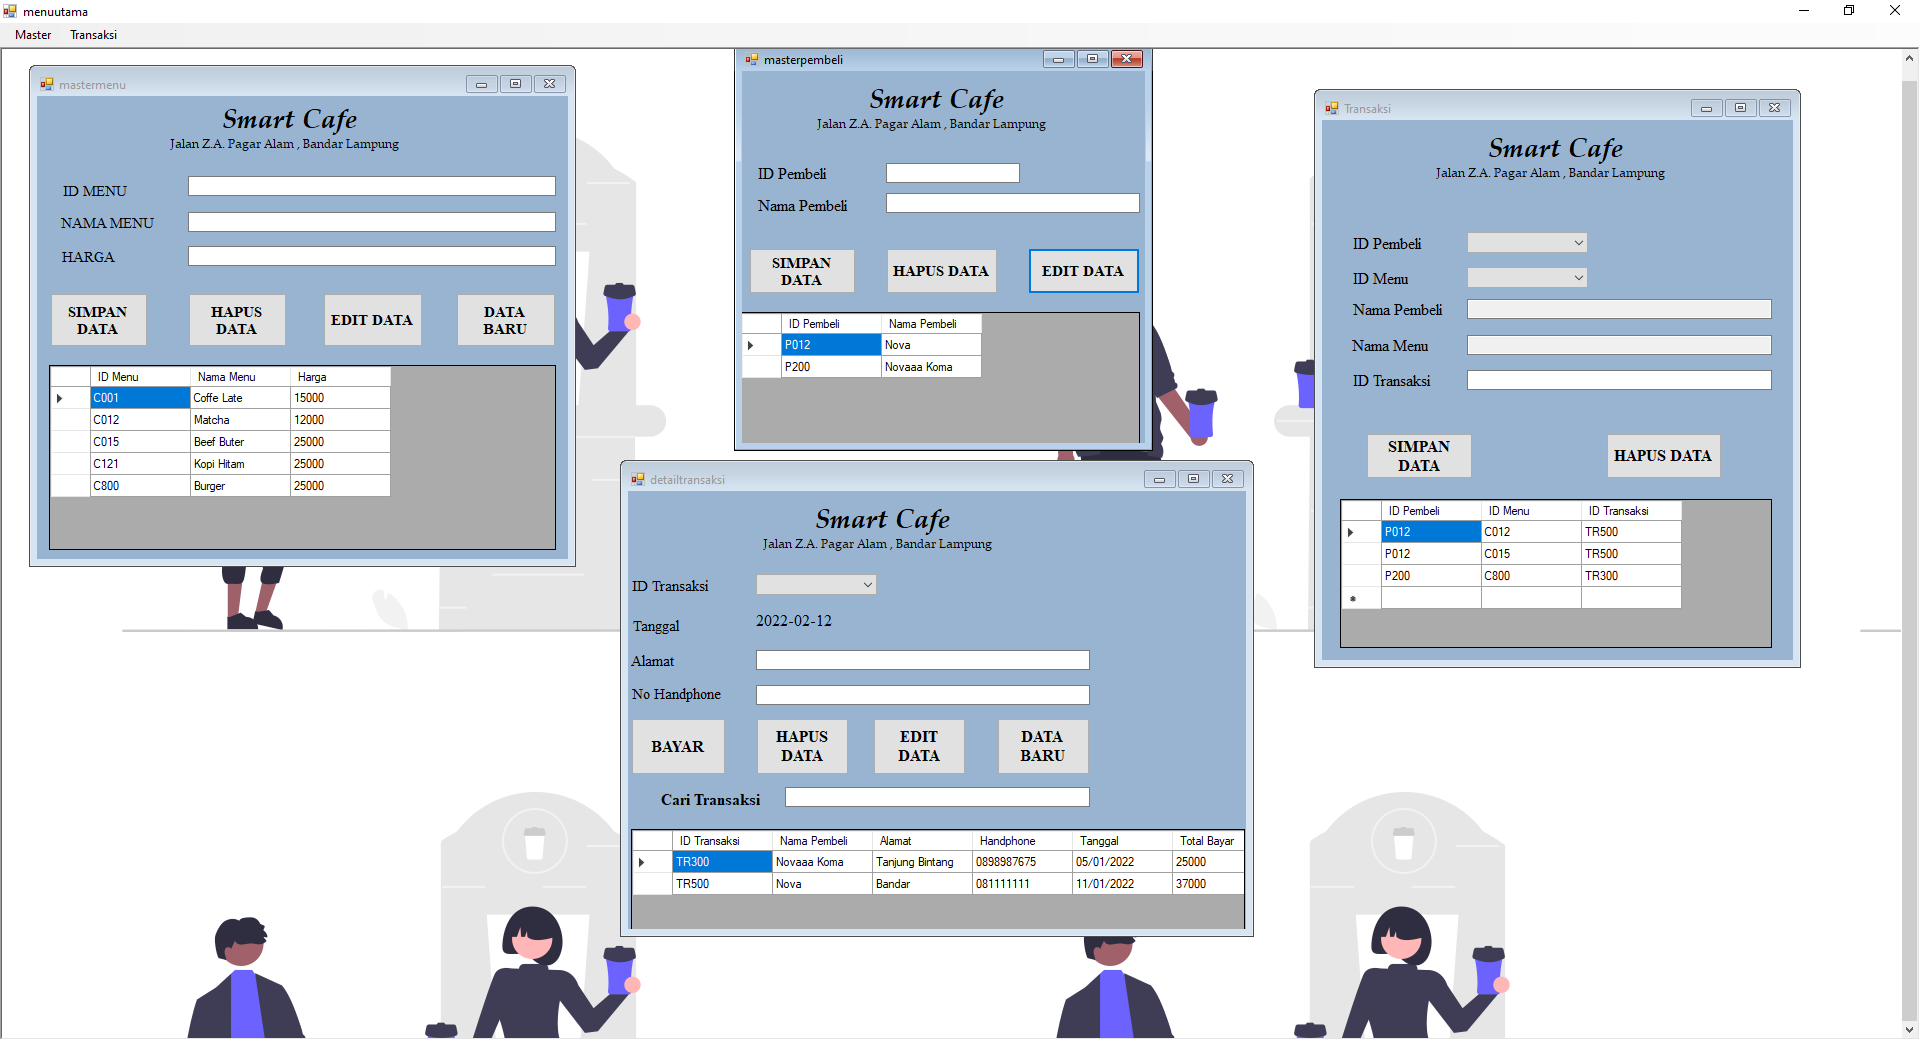 menuutama
Master Transaksi
mastermenu
Smart Cafe
Jalan Z.A. Pagar Alam , Bandar Lampung
ID MENU
NAMA MENU
HARGA
SIMPAN DATA
HAPUS DATA
EDIT DATA
DATA BARU
ID Menu Nama Menu Harga
C001 Coffe Late 15000
C012 Matcha 12000
C015 Beef Buter 25000
C121 Kopi Hitam 25000
C800 Burger 25000
masterpembeli
Smart Cafe
Jalan Z.A. Pagar Alam , Bandar Lampung
ID Pembeli
Nama Pembeli
SIMPAN DATA
HAPUS DATA
EDIT DATA
ID Pembeli Nama Pembeli
P012 Nova
P200 Novaaa Koma
detailtransaksi
Smart Cafe
Jalan Z.A. Pagar Alam , Bandar Lampung
ID Transaksi
Tanggal 2022-02-12
Alamat
No Handphone
BAYAR
HAPUS DATA
EDIT DATA
DATA BARU
Cari Transaksi
ID Transaksi Nama Pembeli Alamat Handphone Tanggal Total Bayar
TR300 Novaaa Koma Tanjung Bintang 0898987675 05/01/2022 25000
TR500 Nova Bandar 081111111 11/01/2022 37000
Transaksi
Smart Cafe
Jalan Z.A. Pagar Alam , Bandar Lampung
ID Pembeli
ID Menu
Nama Pembeli
Nama Menu
ID Transaksi
SIMPAN DATA
HAPUS DATA
ID Pembeli ID Menu ID Transaksi
P012 C012 TR500
P012 C015 TR500
P200 C800 TR300